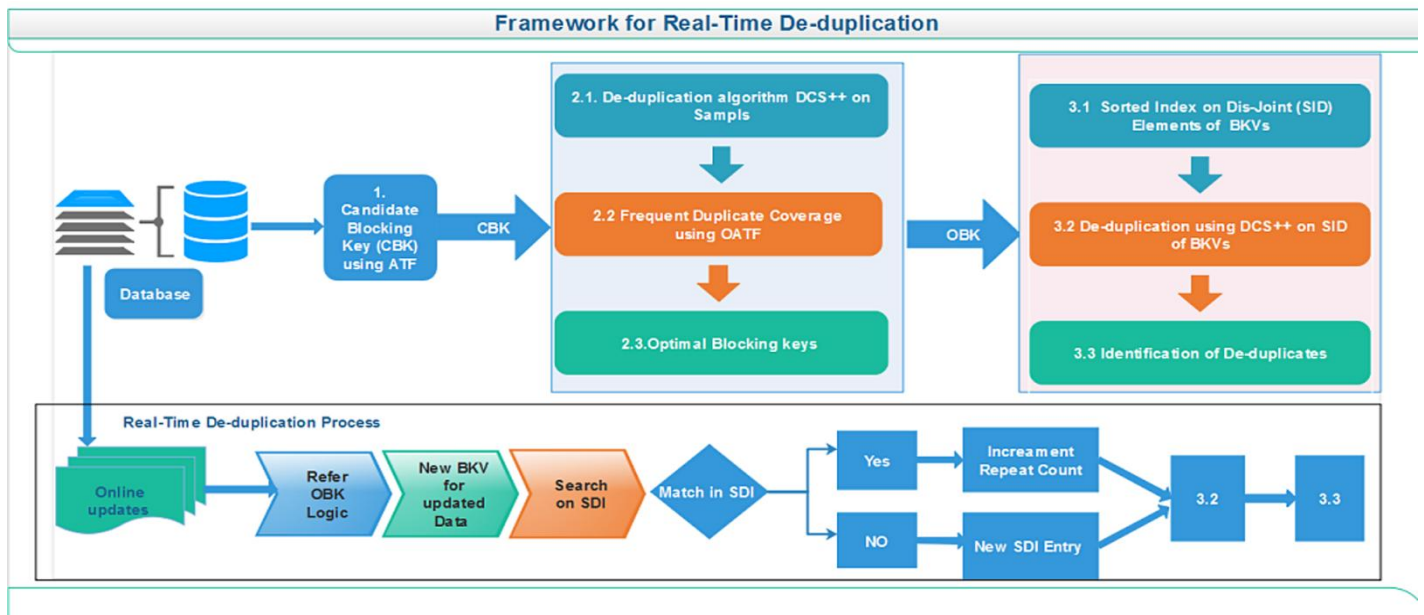 Framework for Real-Time De-duplication
Database
1.
Candidate
Blocking
Key (CBK)
using ATF
CBK
2.1. De-duplication algorithm DCS++ on
Sampls
2.2 Frequent Duplicate Coverage
using OATF
2.3.Optimal Blocking keys
OBK
3.1 Sorted Index on Dis-Joint (SID)
Elements of BKVs
3.2 De-duplication using DCS++ on SID
of BKVs
3.3 Identification of De-duplicates
Real-Time De-duplication Process
Online
updates
Refer
OBK
Logic
New BKV
for
updated
Data
Search
on SDI
Match in SDI
Yes
Increament
Repeat Count
NO
New SDI Entry
3.2
3.3